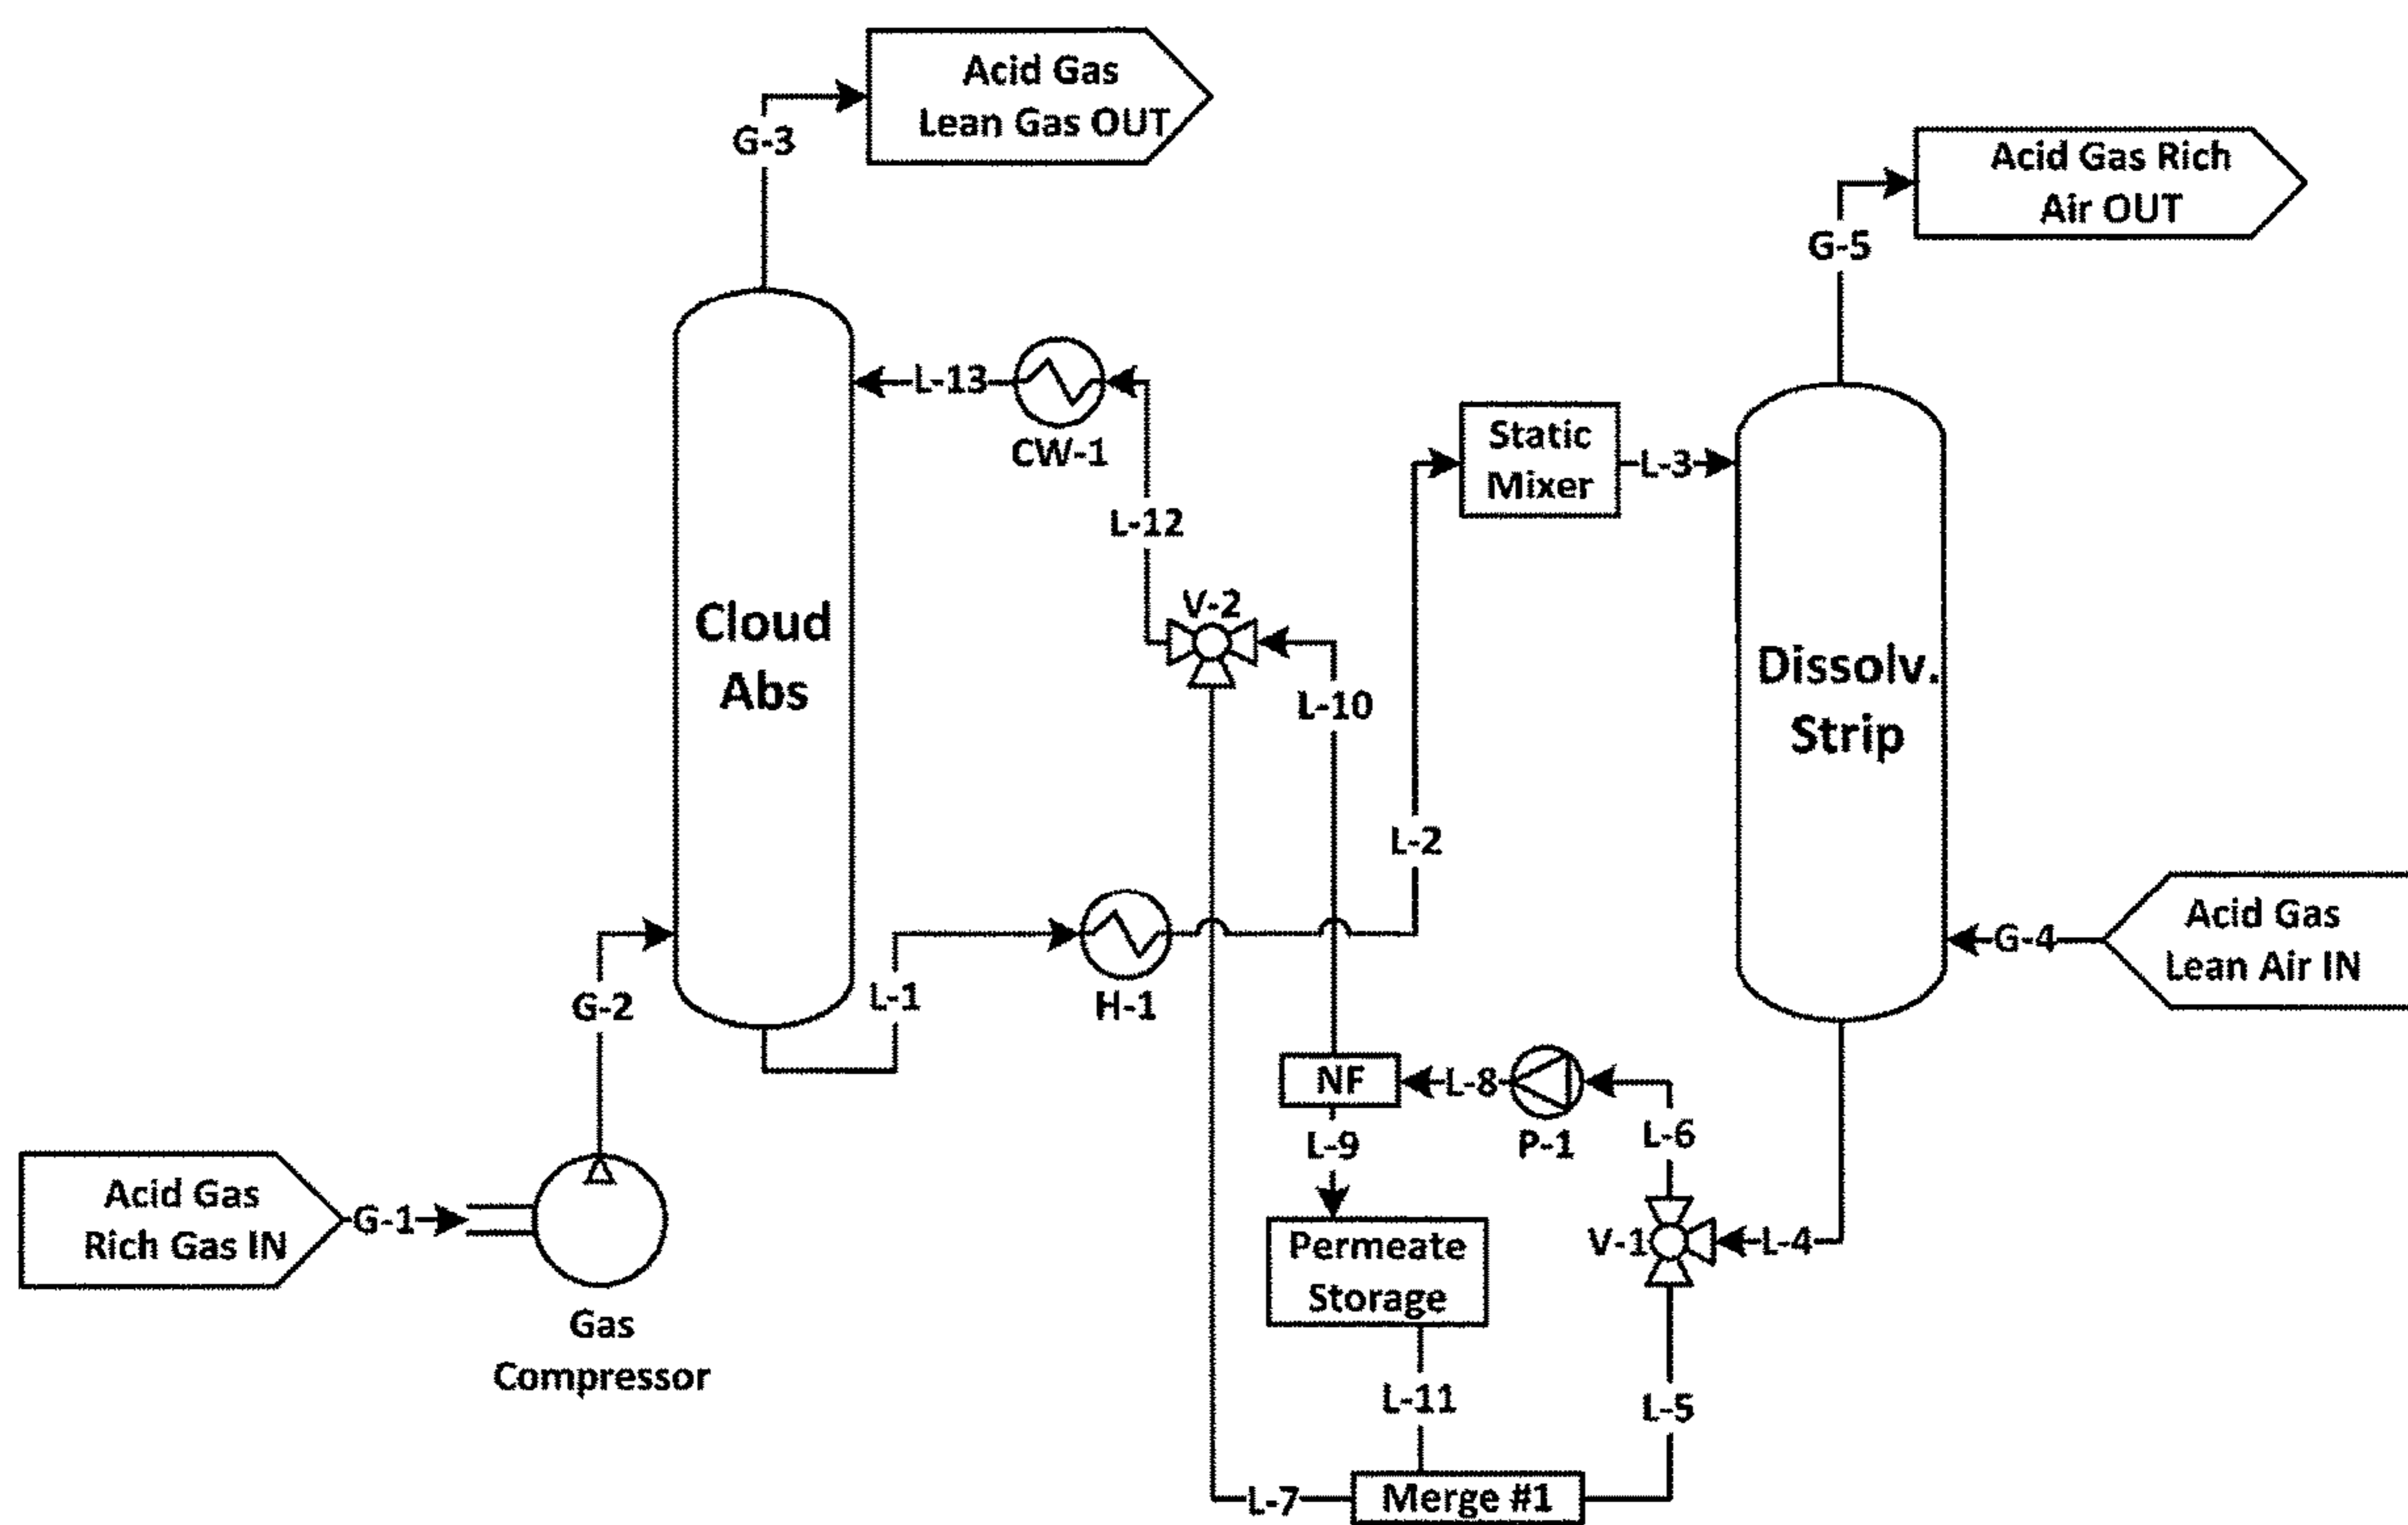 Acid Gas
Lean Gas OUT
G-3
Acid Gas Rich
Air OUT
G-5
L-13
CW-1
Static
Mixer
L-3
L-12
V-2
Cloud
Abs
L-10
Dissolv.
Strip
L-2
Acid Gas
Lean Air IN
G-4
L-1
H-1
G-2
NF
L-8
P-1
L-6
L-9
Acid Gas
Rich Gas IN
G-1
Permeate
Storage
V-1
L-4
Gas
Compressor
L-11
L-5
L-7
Merge #1